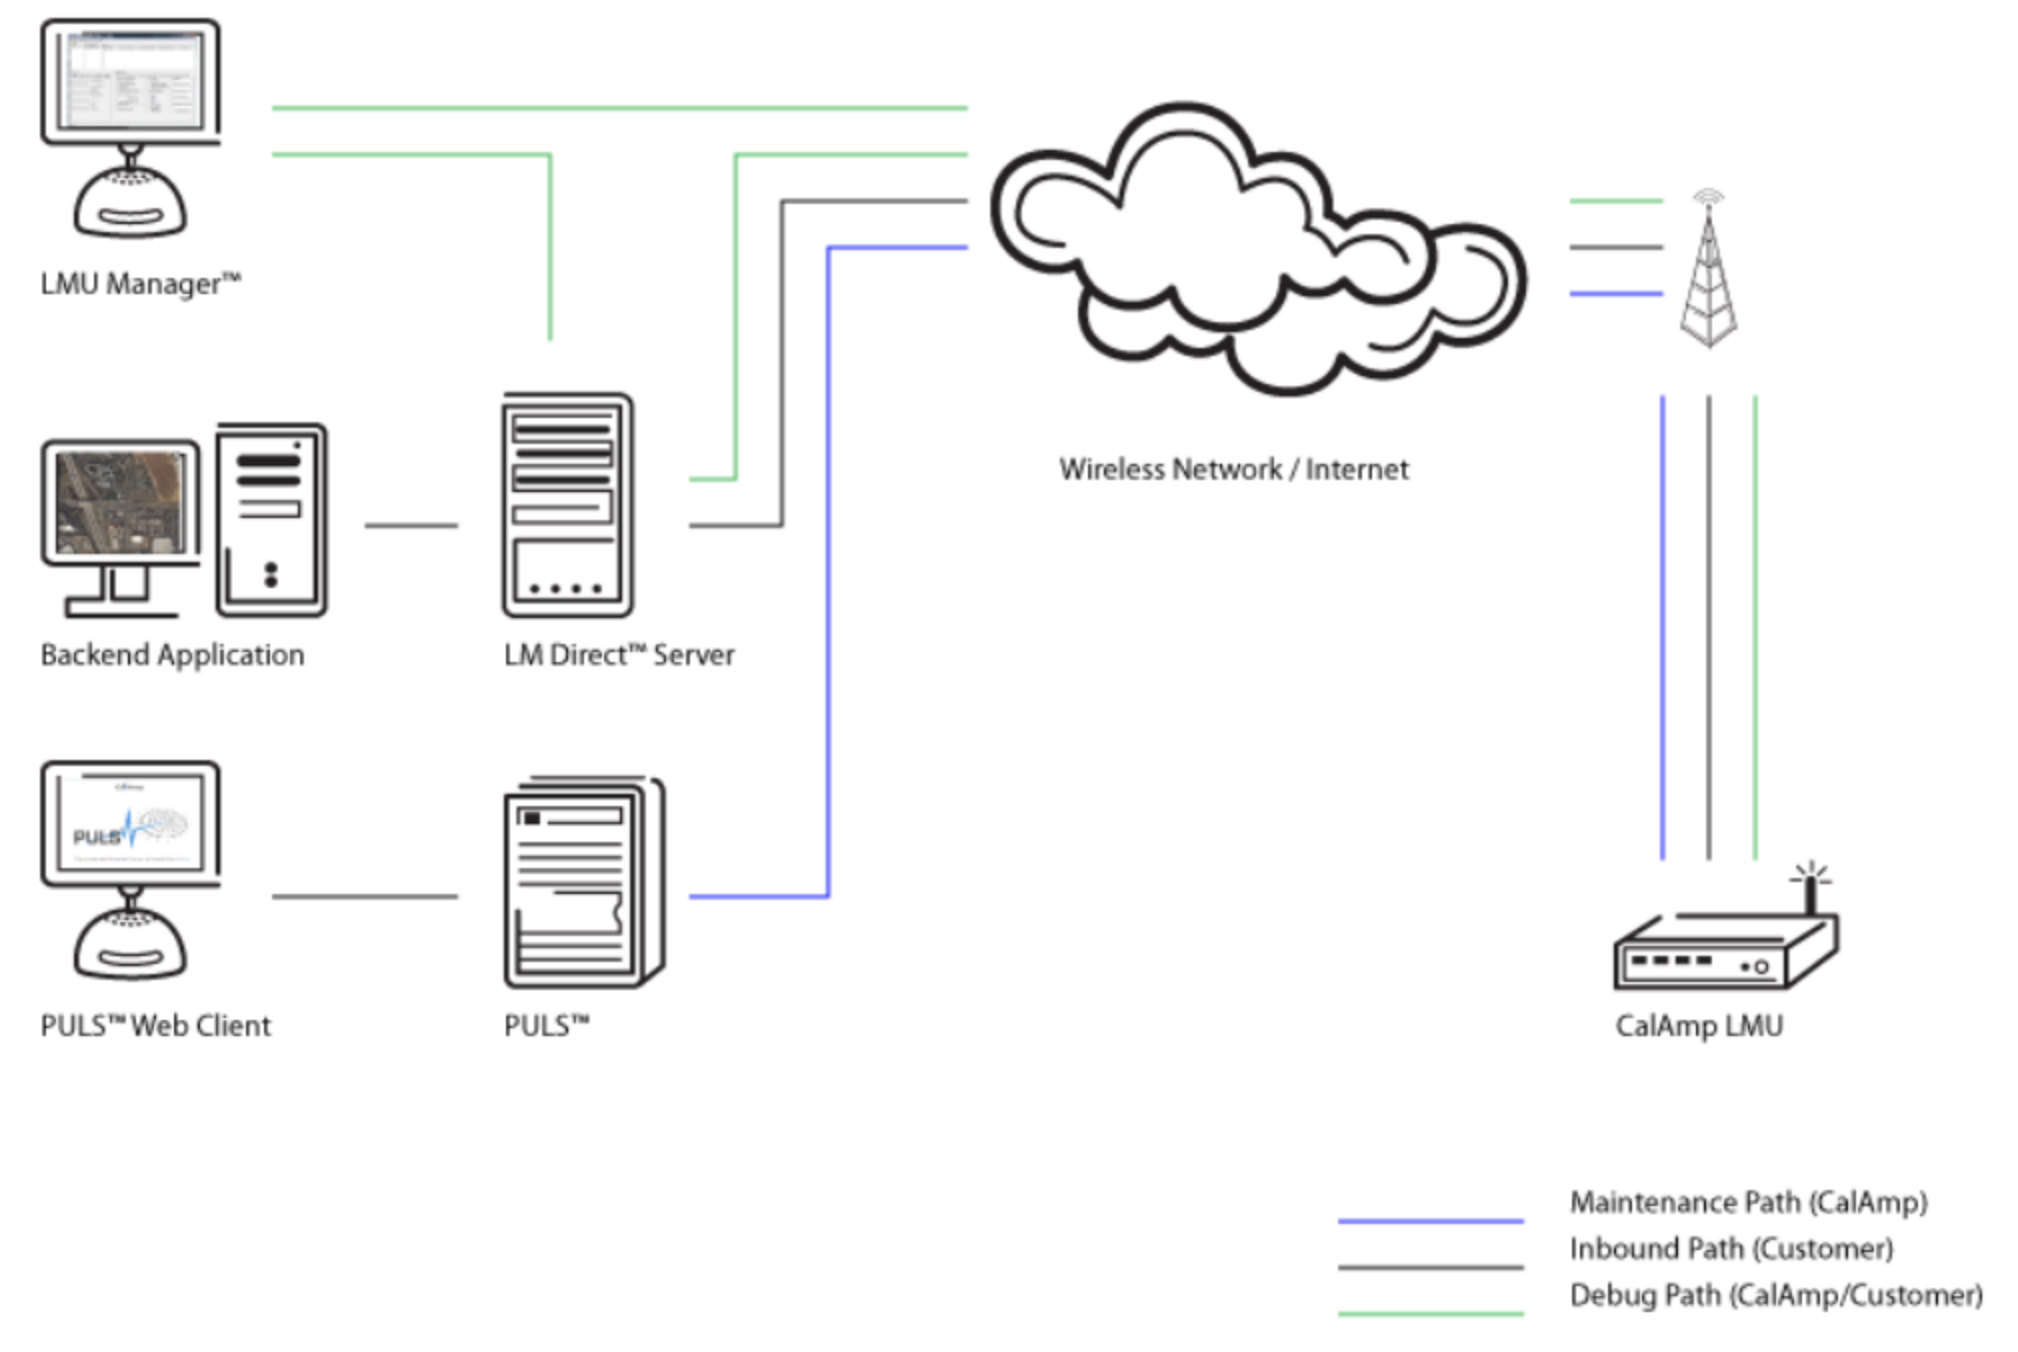 LMU Manager™
Wireless Network / Internet
Backend Application
LM Direct™ Server
PULS
PULS™ Web Client
PULS™
CalAmp LMU
Maintenance Path (CalAmp)
Inbound Path (Customer)
Debug Path (CalAmp/Customer)